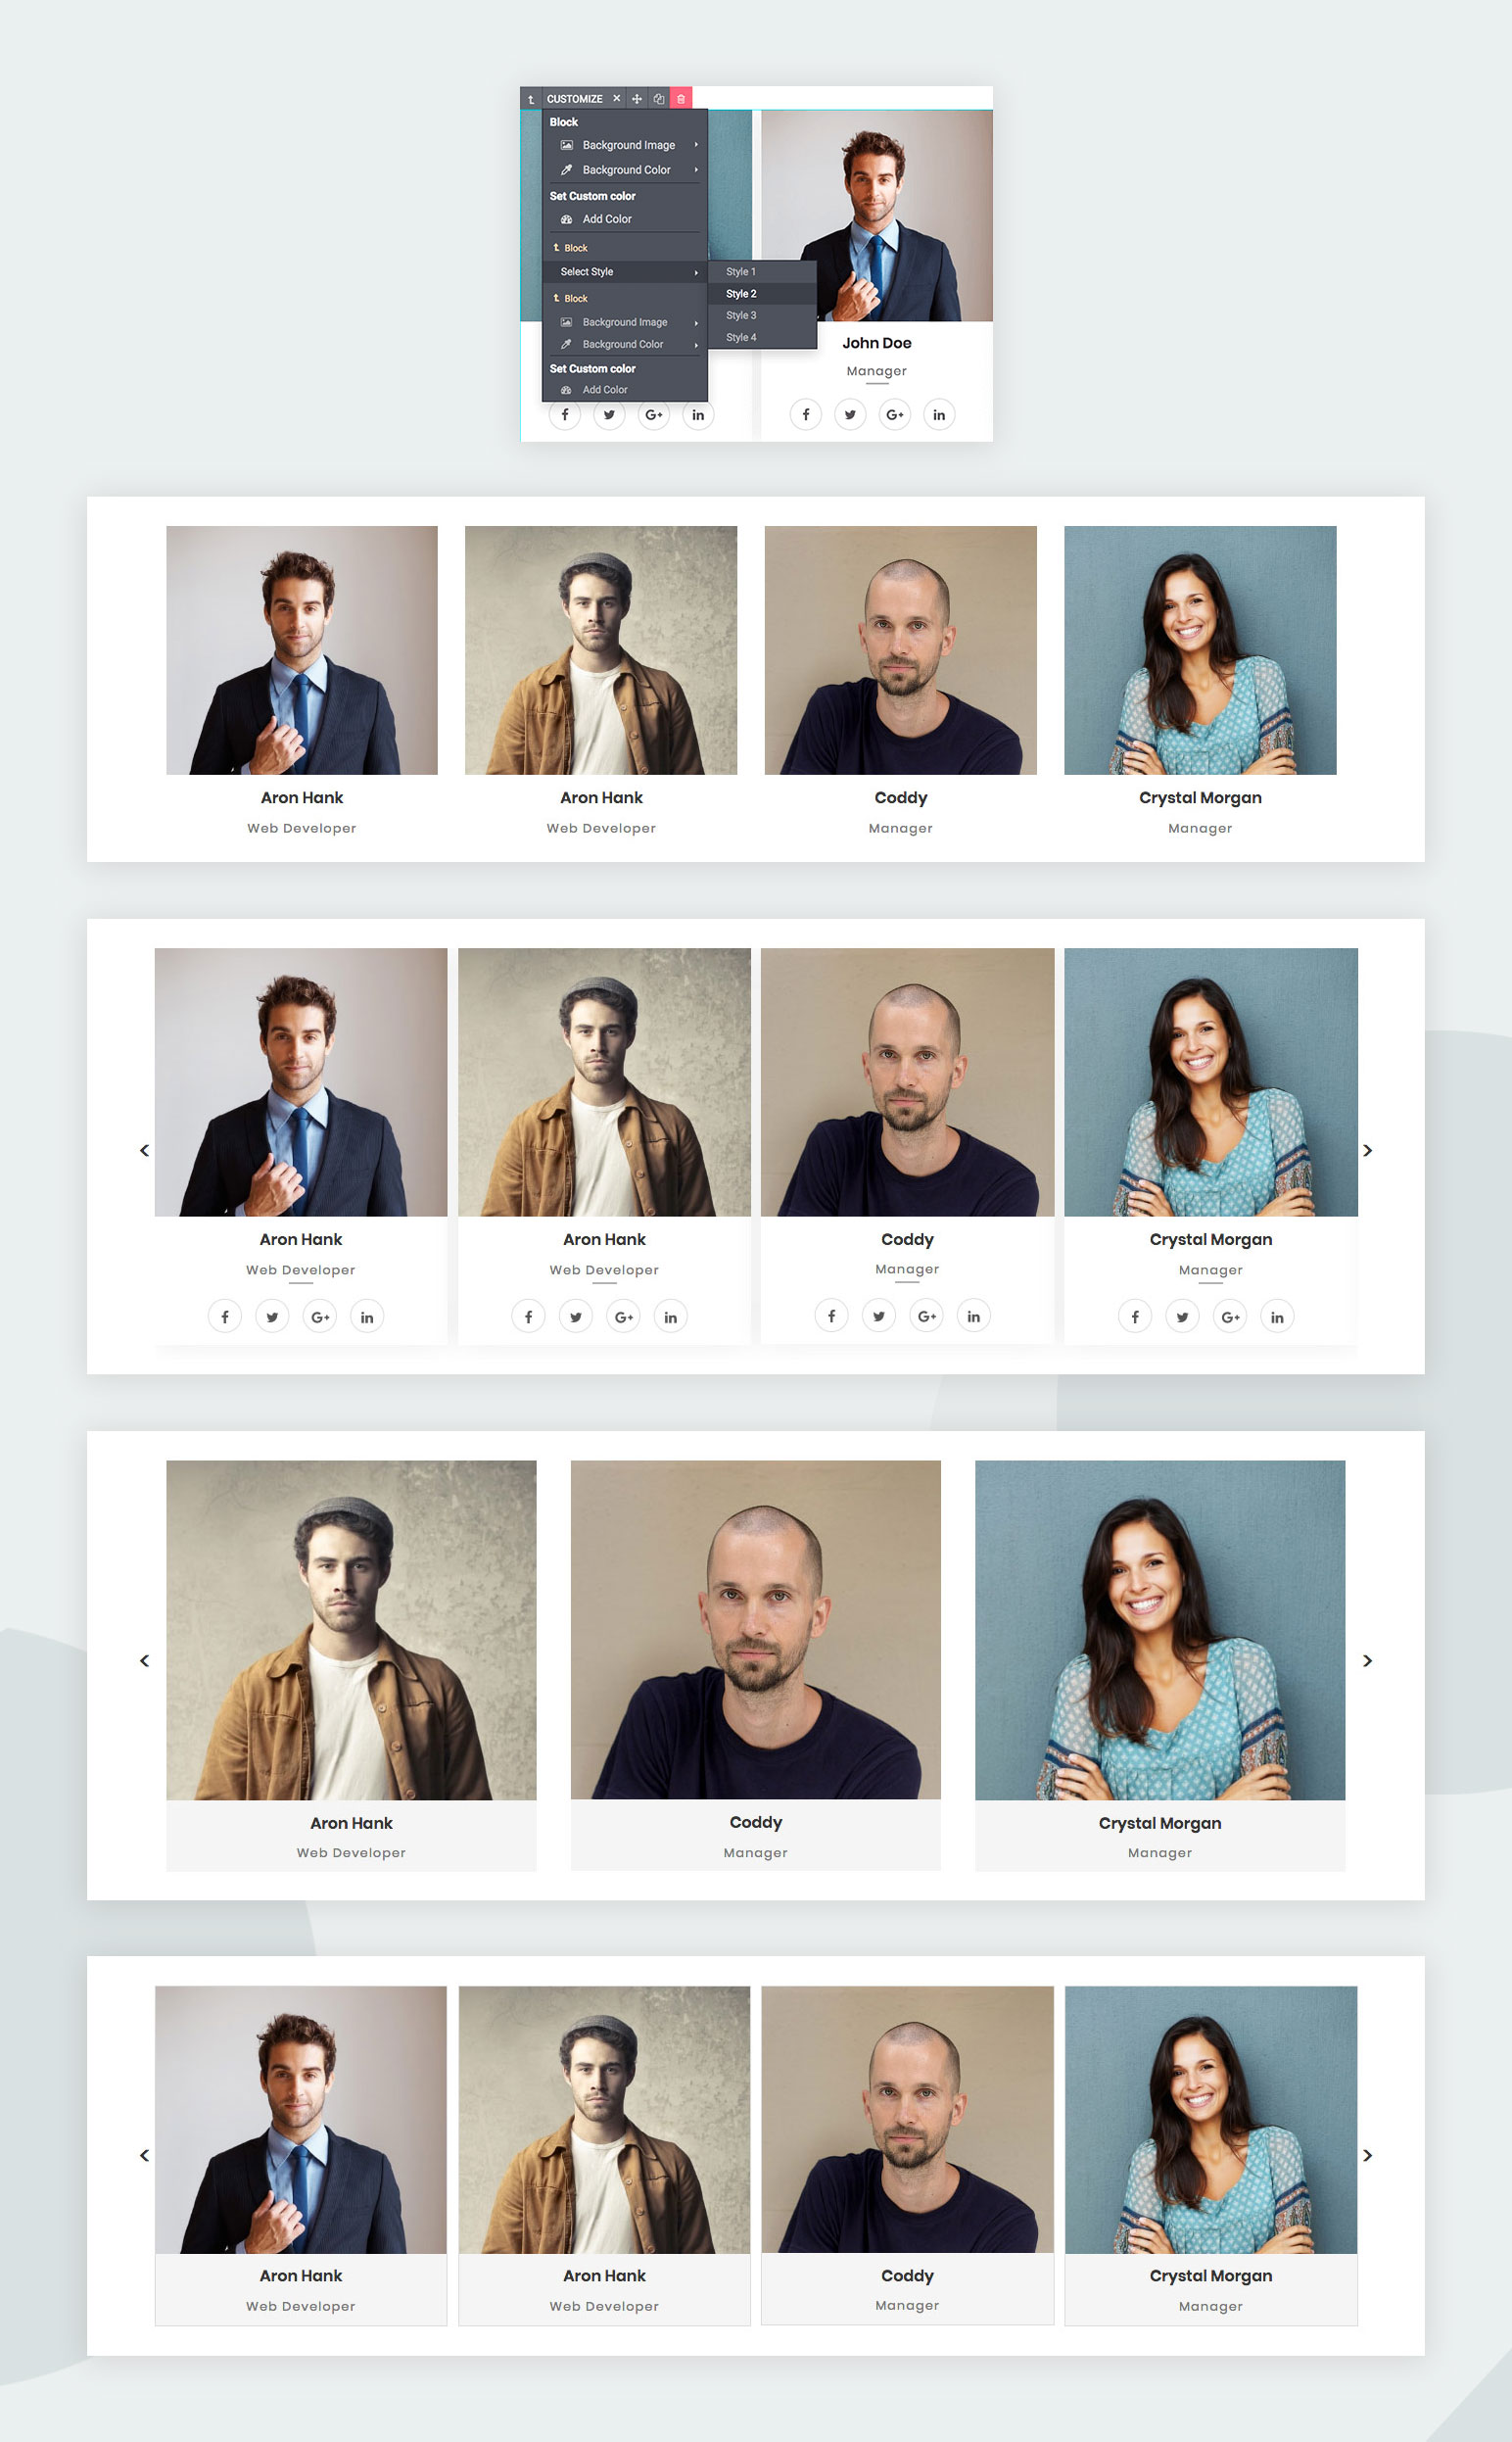 CUSTOMIZE
Block
Background Image
Background Color
Set Custom color
Add Color
Block
Select Style
Style 1
Style 2
Style 3
Style 4
Block
Background Image
Background Color
Set Custom color
Add Color
John Doe
Manager
f G+ in f G+ in
Aron Hank Aron Hank Coddy Crystal Morgan
Web Developer Web Developer Manager Manager
Aron Hank Aron Hank Coddy Crystal Morgan
Web Developer Web Developer Manager Manager
f G+ in f G+ in f G+ in f G+ in
Aron Hank Coddy Crystal Morgan
Web Developer Manager Manager
Aron Hank Aron Hank Coddy Crystal Morgan
Web Developer Web Developer Manager Manager